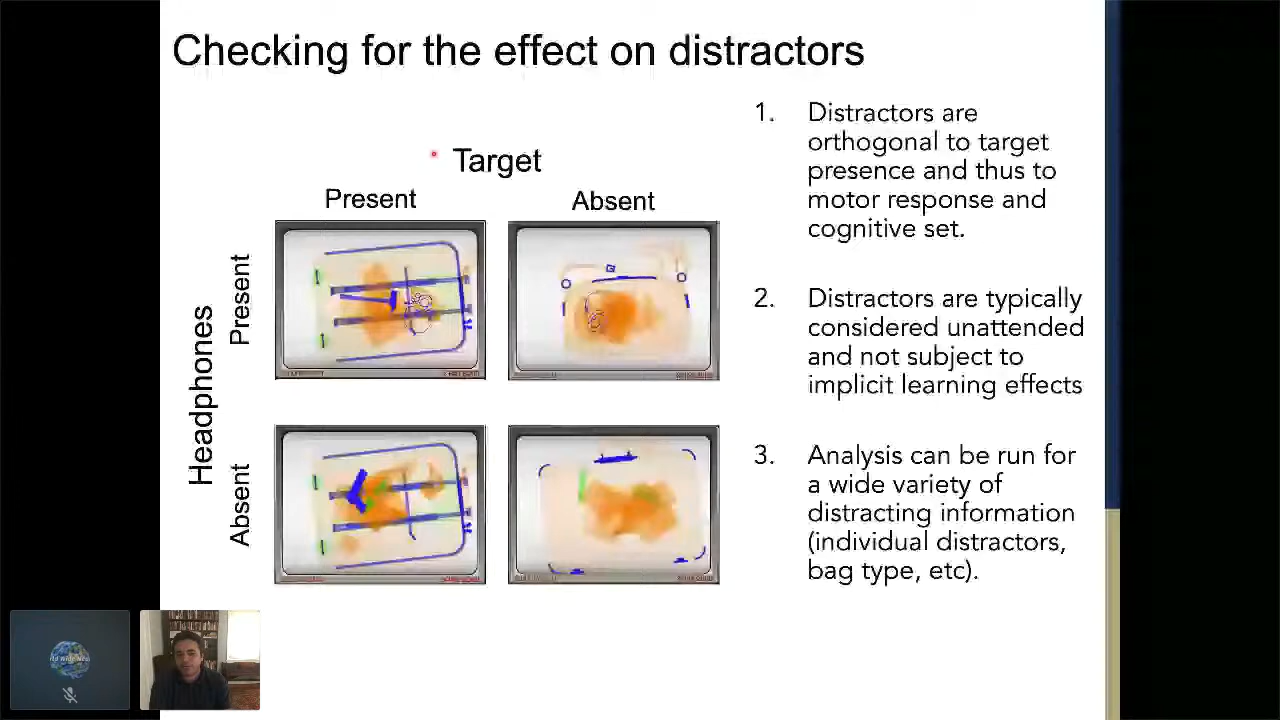 Checking for the effect on distractors
Target
Present
Absent
Headphones
Present
Absent
1. Distractors are
orthogonal to target
presence and thus to
motor response and
cognitive set.
2. Distractors are typically
considered unattended
and not subject to
implicit learning effects
3. Analysis can be run for
a wide variety of
distracting information
(individual distractors,
bag type, etc).